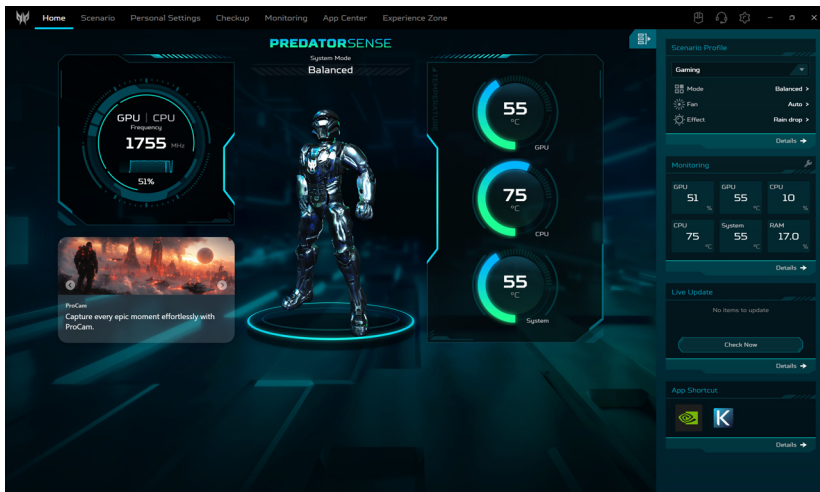 Home Scenario Personal Settings Checkup Monitoring App Center Experience Zone
PREDATORSENSE
System Mode
Balanced
GPU | CPU
Frequency
1755 MHz
51%
ProCam
Capture every epic moment effortlessly with
ProCam.
TEMPERATURE
55
°C
GPU
75
°C
CPU
55
°C
System
Scenario Profile
Gaming
Mode Balanced >
Fan Auto >
Effect Rain drop >
Details →
Monitoring
GPU GPU CPU
51 55 10
% °C %
CPU System RAM
75 55 17.0
°C °C %
Details →
Live Update
No items to update
Check Now
Details →
App Shortcut
K
Details →